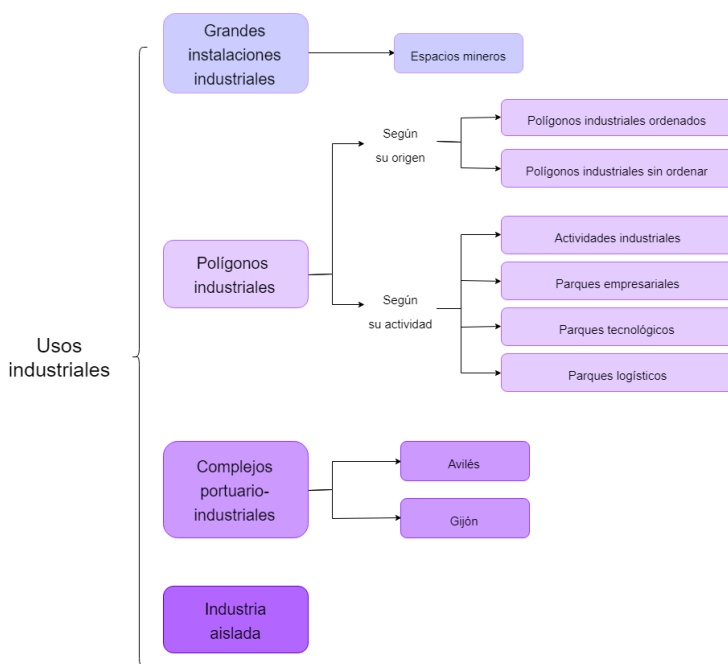 Usos
industriales
Grandes
instalaciones
industriales
Espacios mineros
Polígonos
industriales
Según
su origen
Polígonos industriales ordenados
Polígonos industriales sin ordenar
Según
su actividad
Actividades industriales
Parques empresariales
Parques tecnológicos
Parques logísticos
Complejos
portuario-
industriales
Avilés
Gijón
Industria
aislada